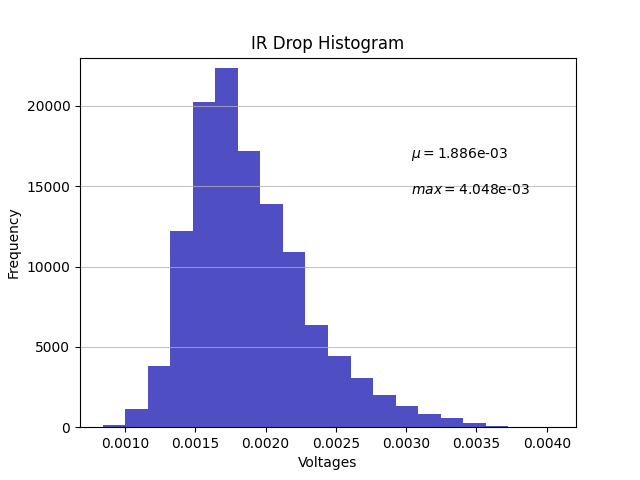 IR Drop Histogram
20000
15000
10000
5000
0
Frequency
μ = 1.886e-03
max = 4.048e-03
0.0010 0.0015 0.0020 0.0025 0.0030 0.0035 0.0040
Voltages